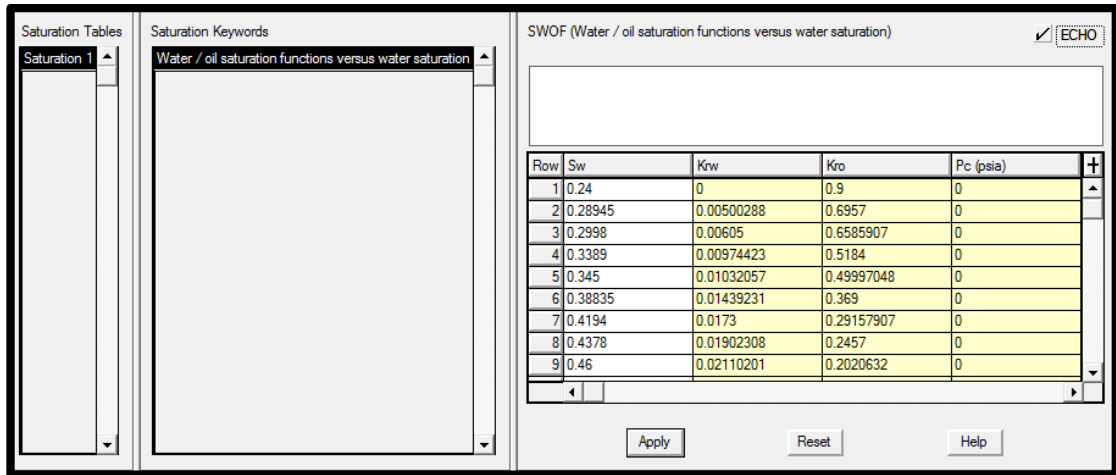 Saturation Tables
Saturation 1
Saturation Keywords
Water / oil saturation functions versus water saturation
SWOF (Water / oil saturation functions versus water saturation)
ECHO
Row Sw Krw Kro Pc (psia) +
1 0.24 0 0.9 0
2 0.28945 0.00500288 0.6957 0
3 0.2998 0.00605 0.6585907 0
4 0.3389 0.00974423 0.5184 0
5 0.345 0.01032057 0.49997048 0
6 0.38835 0.01439231 0.369 0
7 0.4194 0.0173 0.29157907 0
8 0.4378 0.01902308 0.2457 0
9 0.46 0.02110201 0.2020632 0
Apply Reset Help